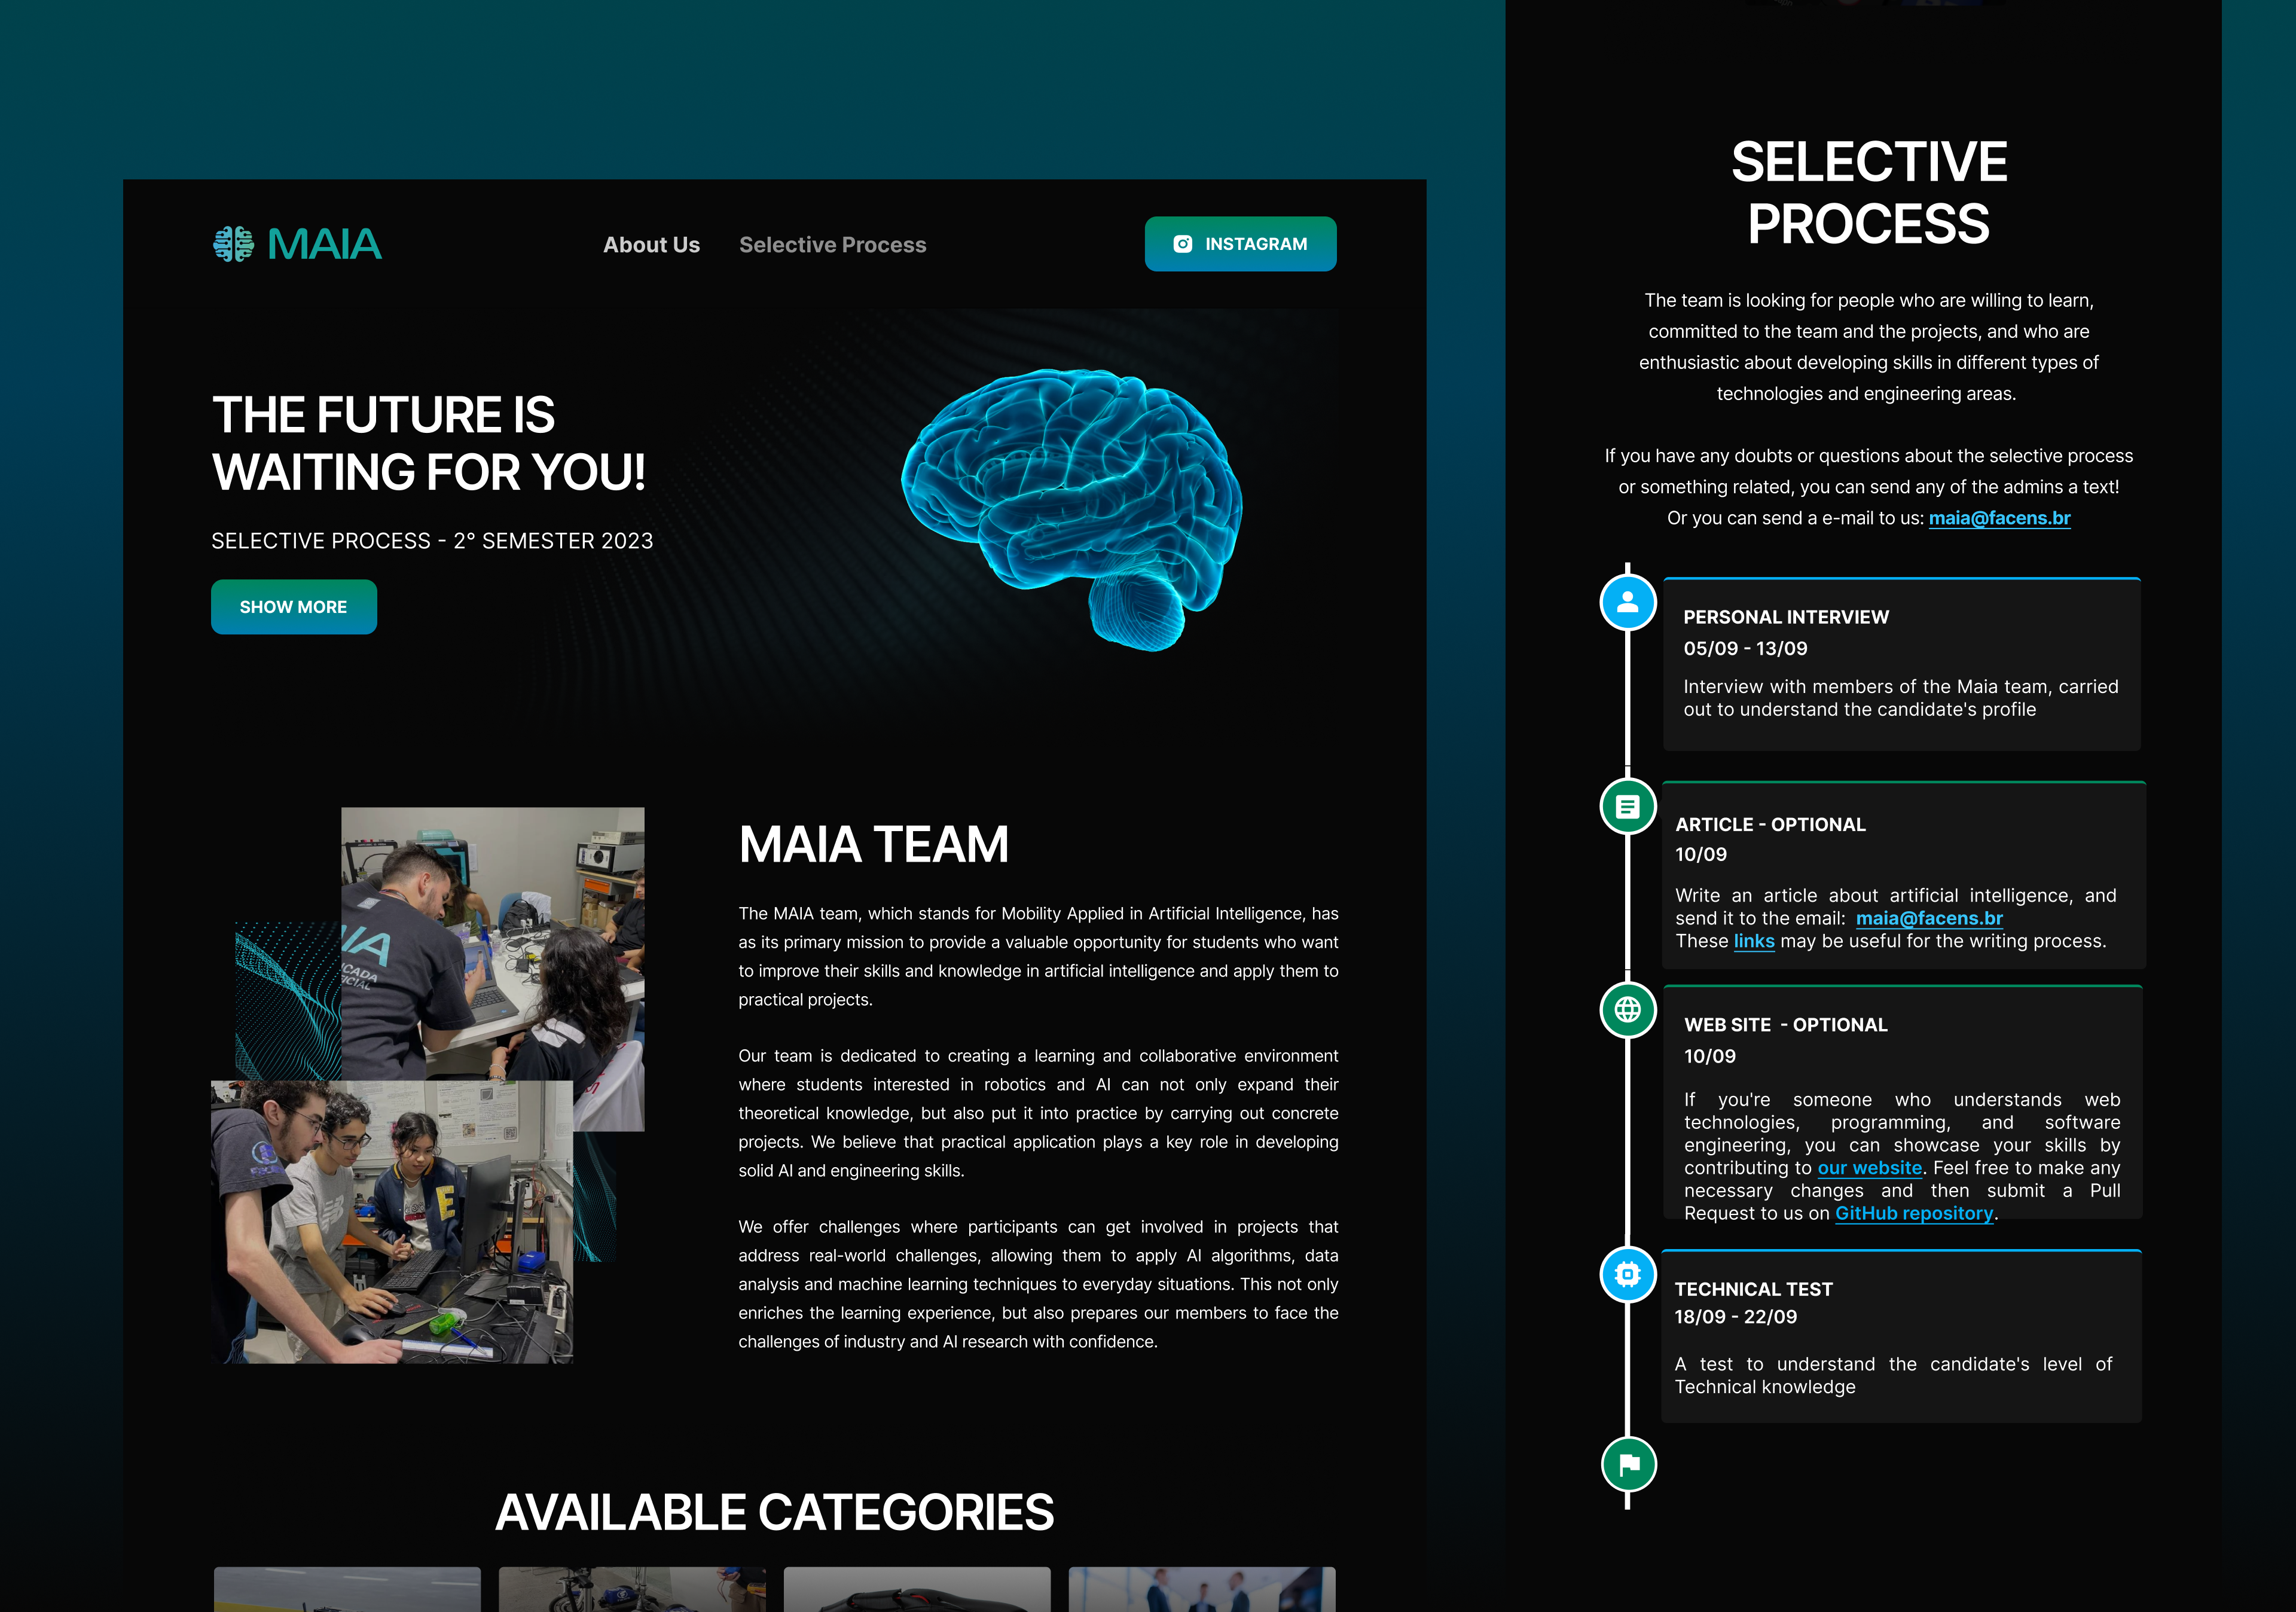 MAIA
About Us
Selective Process
INSTAGRAM
THE FUTURE IS
WAITING FOR YOU!
SELECTIVE PROCESS - 2° SEMESTER 2023
SHOW MORE
IA
ICADA
ICIAL
E
MAIA TEAM
The MAIA team, which stands for Mobility Applied in Artificial Intelligence, has
as its primary mission to provide a valuable opportunity for students who want
to improve their skills and knowledge in artificial intelligence and apply them to
practical projects.
Our team is dedicated to creating a learning and collaborative environment
where students interested in robotics and AI can not only expand their
theoretical knowledge, but also put it into practice by carrying out concrete
projects. We believe that practical application plays a key role in developing
solid AI and engineering skills.
We offer challenges where participants can get involved in projects that
address real-world challenges, allowing them to apply AI algorithms, data
analysis and machine learning techniques to everyday situations. This not only
enriches the learning experience, but also prepares our members to face the
challenges of industry and AI research with confidence.
AVAILABLE CATEGORIES
SELECTIVE
PROCESS
The team is looking for people who are willing to learn,
committed to the team and the projects, and who are
enthusiastic about developing skills in different types of
technologies and engineering areas.
If you have any doubts or questions about the selective process
or something related, you can send any of the admins a text!
Or you can send a e-mail to us: maia@facens.br
PERSONAL INTERVIEW
05/09 - 13/09
Interview with members of the Maia team, carried
out to understand the candidate's profile
ARTICLE - OPTIONAL
10/09
Write an article about artificial intelligence, and
send it to the email: maia@facens.br
These links may be useful for the writing process.
WEB SITE - OPTIONAL
10/09
If you're someone who understands web
technologies, programming, and software
engineering, you can showcase your skills by
contributing to our website. Feel free to make any
necessary changes and then submit a Pull
Request to us on GitHub repository.
TECHNICAL TEST
18/09 - 22/09
A test to understand the candidate's level of
Technical knowledge